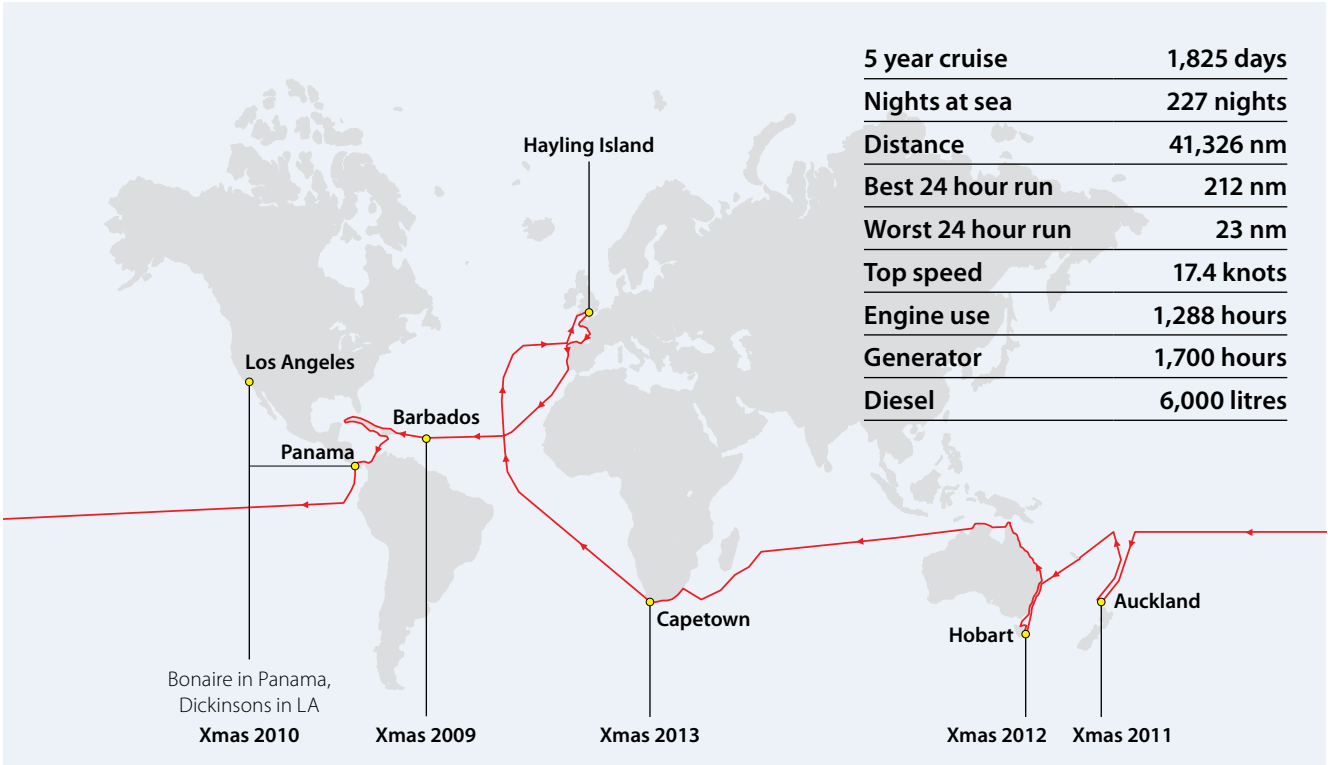 5 year cruise 1,825 days
Nights at sea 227 nights
Distance 41,326 nm
Best 24 hour run 212 nm
Worst 24 hour run 23 nm
Top speed 17.4 knots
Engine use 1,288 hours
Generator 1,700 hours
Diesel 6,000 litres
Hayling Island
Los Angeles
Barbados
Panama
Capetown
Auckland
Hobart
Bonaire in Panama,
Dickinsons in LA
Xmas 2010
Xmas 2009
Xmas 2013
Xmas 2012
Xmas 2011